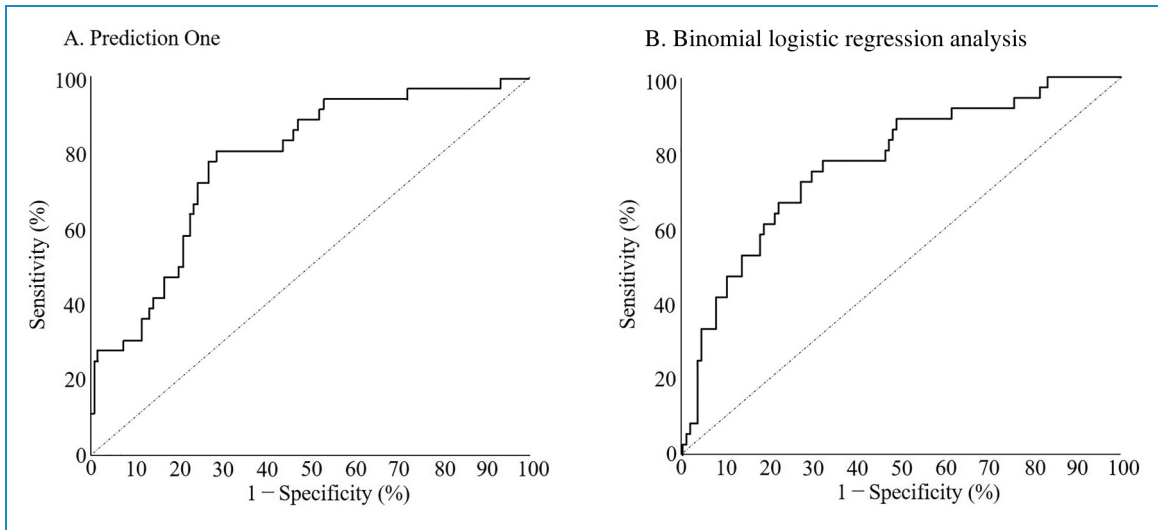 A. Prediction One
100
80
60
40
20
0
Sensitivity (%)
0 10 20 30 40 50 60 70 80 90 100
1 − Specificity (%)
B. Binomial logistic regression analysis
100
80
60
40
20
0
Sensitivity (%)
0 10 20 30 40 50 60 70 80 90 100
1 − Specificity (%)